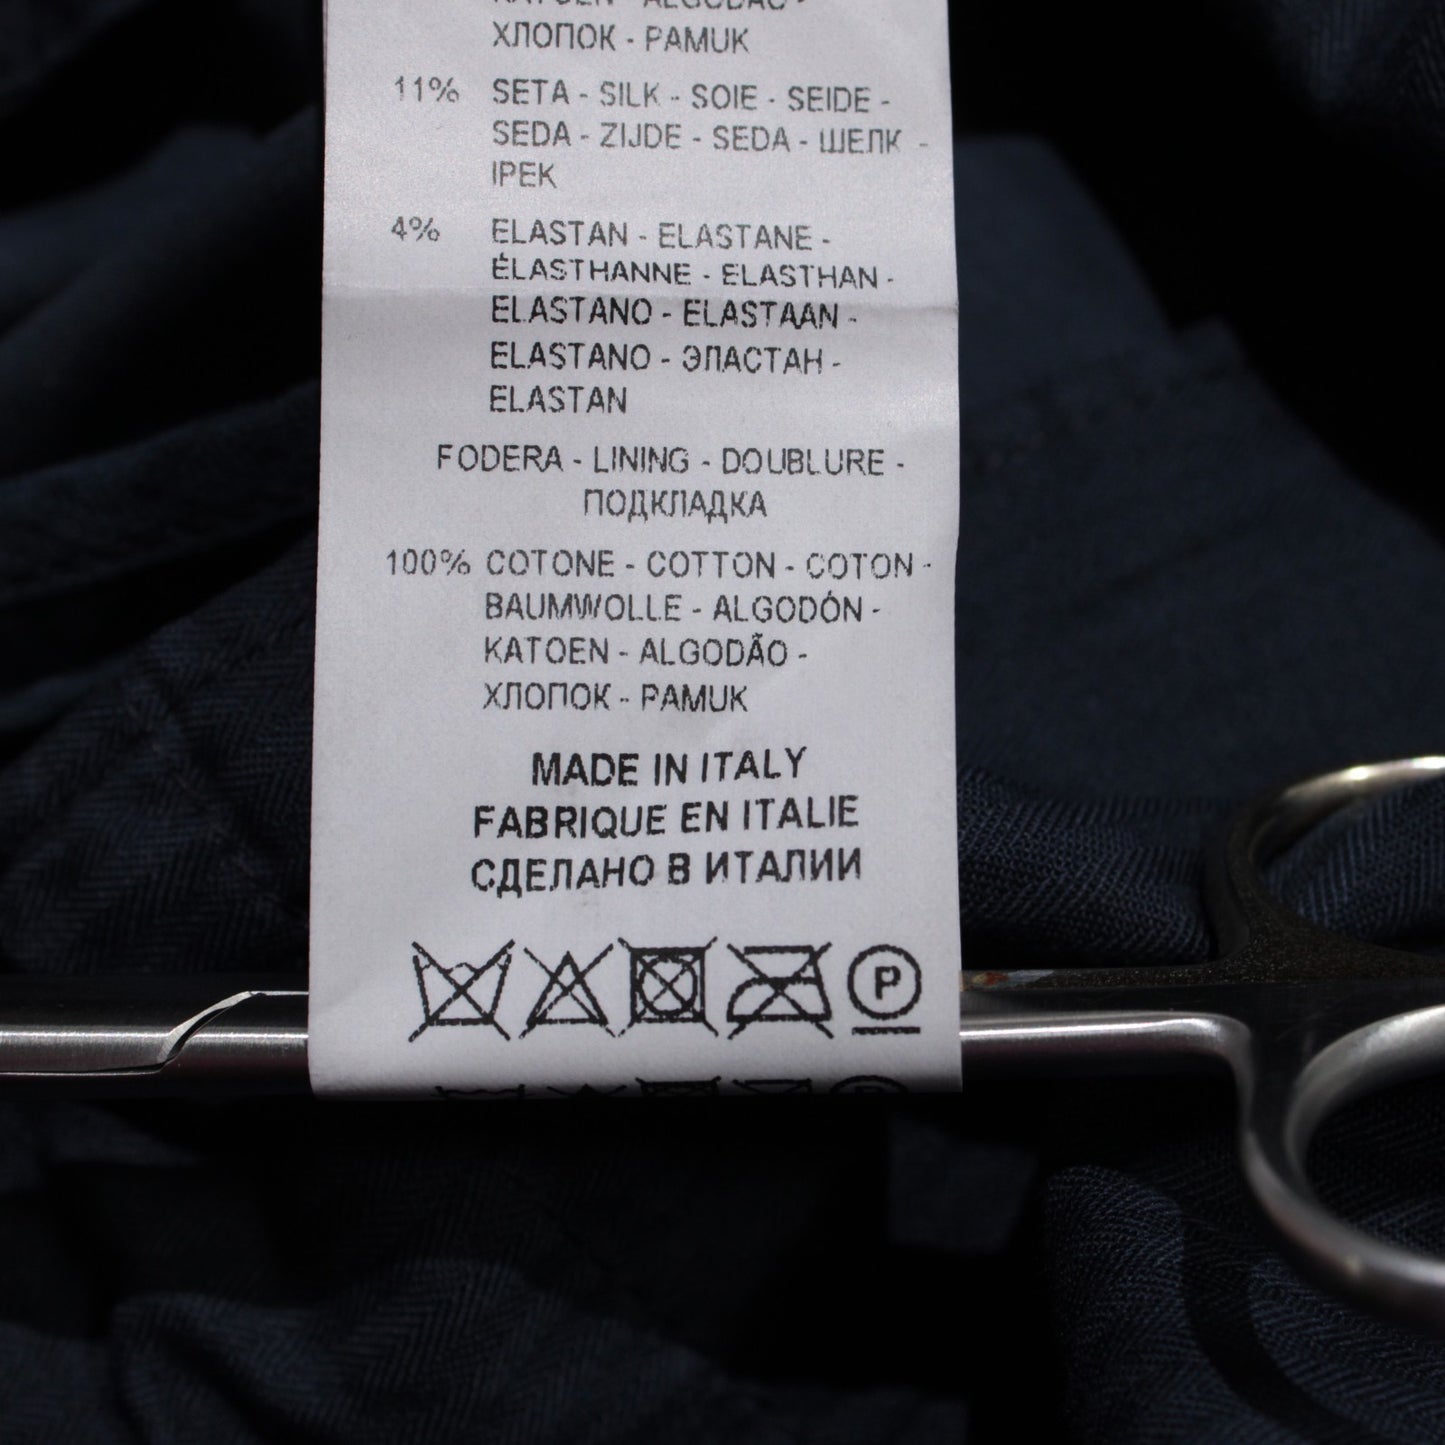 KATOEN - ALGODÃO -
ХЛОПОК - PAMUK
11% SETA - SILK - SOIE - SEIDE -
SEDA - ZIJDE - SEDA - ШЕЛК -
IPEK
4% ELASTAN - ELASTANE -
ÉLASTHANNE - ELASTHAN -
ELASTANO - ELASTAAN -
ELASTANO - ЭЛАСТАН -
ELASTAN
FODERA - LINING - DOUBLURE -
ПОДКЛАДКА
100% COTONE - COTTON - COTON -
BAUMWOLLE - ALGODÓN -
KATOEN - ALGODÃO -
ХЛОПОК - PAMUK
MADE IN ITALY
FABRIQUE EN ITALIE
СДЕЛАНО В ИТАЛИИ
P